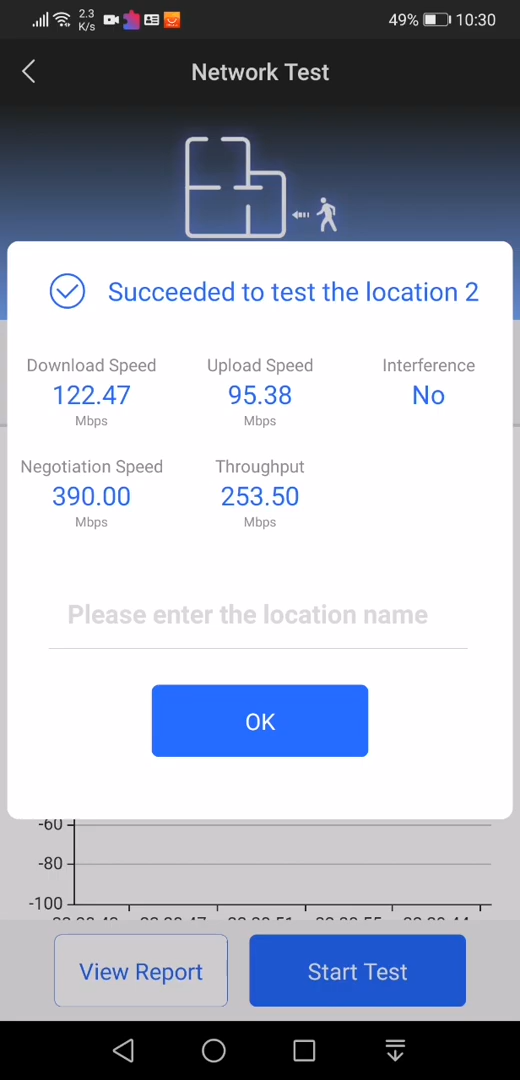 2.3
K/s
49%
10:30
Network Test
Succeeded to test the location 2
Download Speed
122.47
Mbps
Upload Speed
95.38
Mbps
Interference
No
Negotiation Speed
390.00
Mbps
Throughput
253.50
Mbps
Please enter the location name
OK
-60
-80
-100
View Report
Start Test